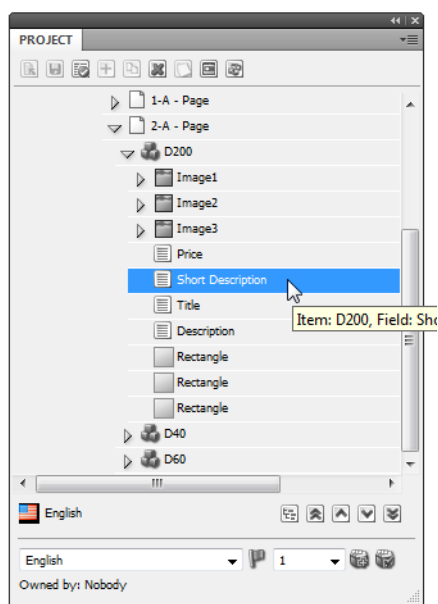 PROJECT
1-A - Page
2-A - Page
D200
Image1
Image2
Image3
Price
Short Description
Title
Item: D200, Field: Sho
Description
Rectangle
Rectangle
Rectangle
D40
D60
English
English 1
Owned by: Nobody